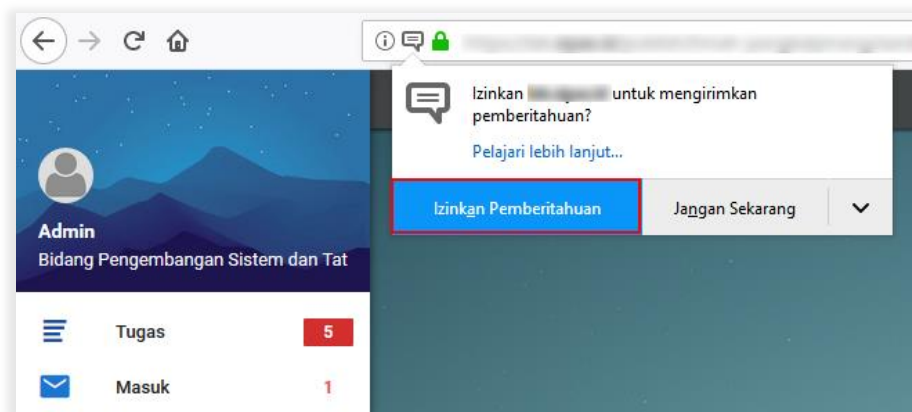 Izinkan untuk mengirimkan
pemberitahuan?
Pelajari lebih lanjut...
Izinkan Pemberitahuan
Jangan Sekarang
Admin
Bidang Pengembangan Sistem dan Tat
Tugas
5
Masuk
1